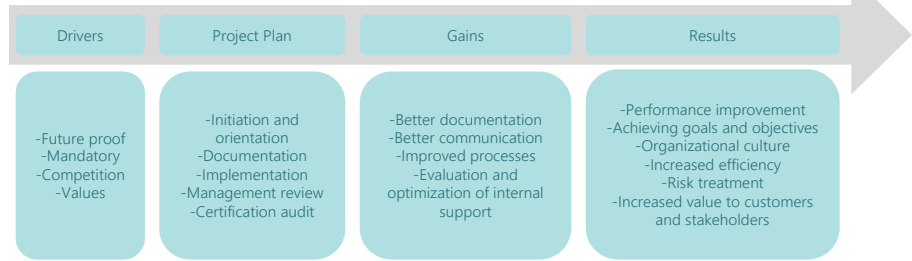 Drivers
Project Plan
Gains
Results
-Future proof
-Mandatory
-Competition
-Values
-Initiation and
orientation
-Documentation
-Implementation
-Management review
-Certification audit
-Better documentation
-Better communication
-Improved processes
-Evaluation and
optimization of internal
support
-Performance improvement
-Achieving goals and objectives
-Organizational culture
-Increased efficiency
-Risk treatment
-Increased value to customers
and stakeholders